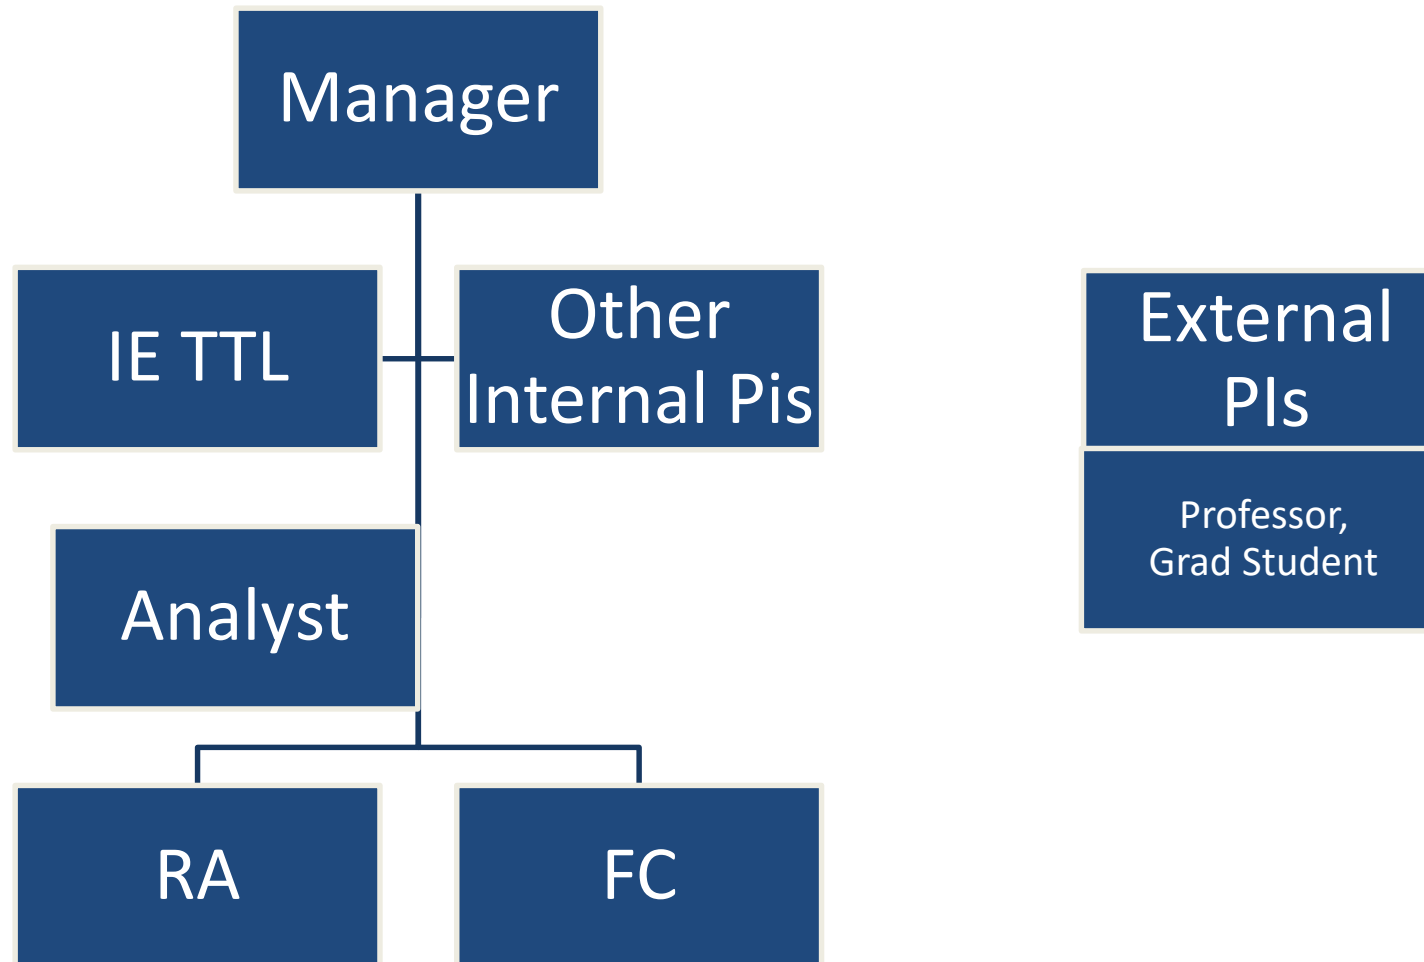 Manager
IE TTL
Other
Internal Pis
External
PIs
Professor,
Grad Student
Analyst
RA
FC